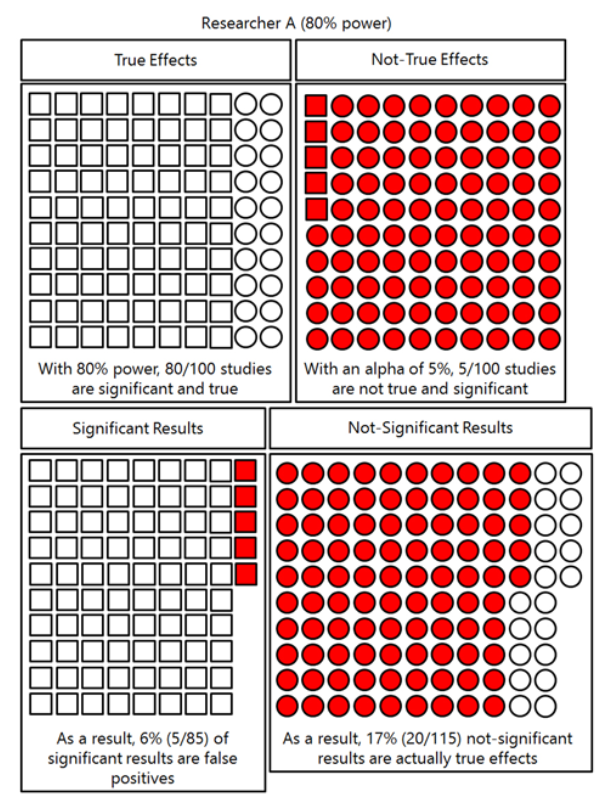 Researcher A (80% power)
True Effects
Not-True Effects
With 80% power, 80/100 studies
are significant and true
With an alpha of 5%, 5/100 studies
are not true and significant
Significant Results
Not-Significant Results
As a result, 6% (5/85) of
significant results are false
positives
As a result, 17% (20/115) not-significant
results are actually true effects